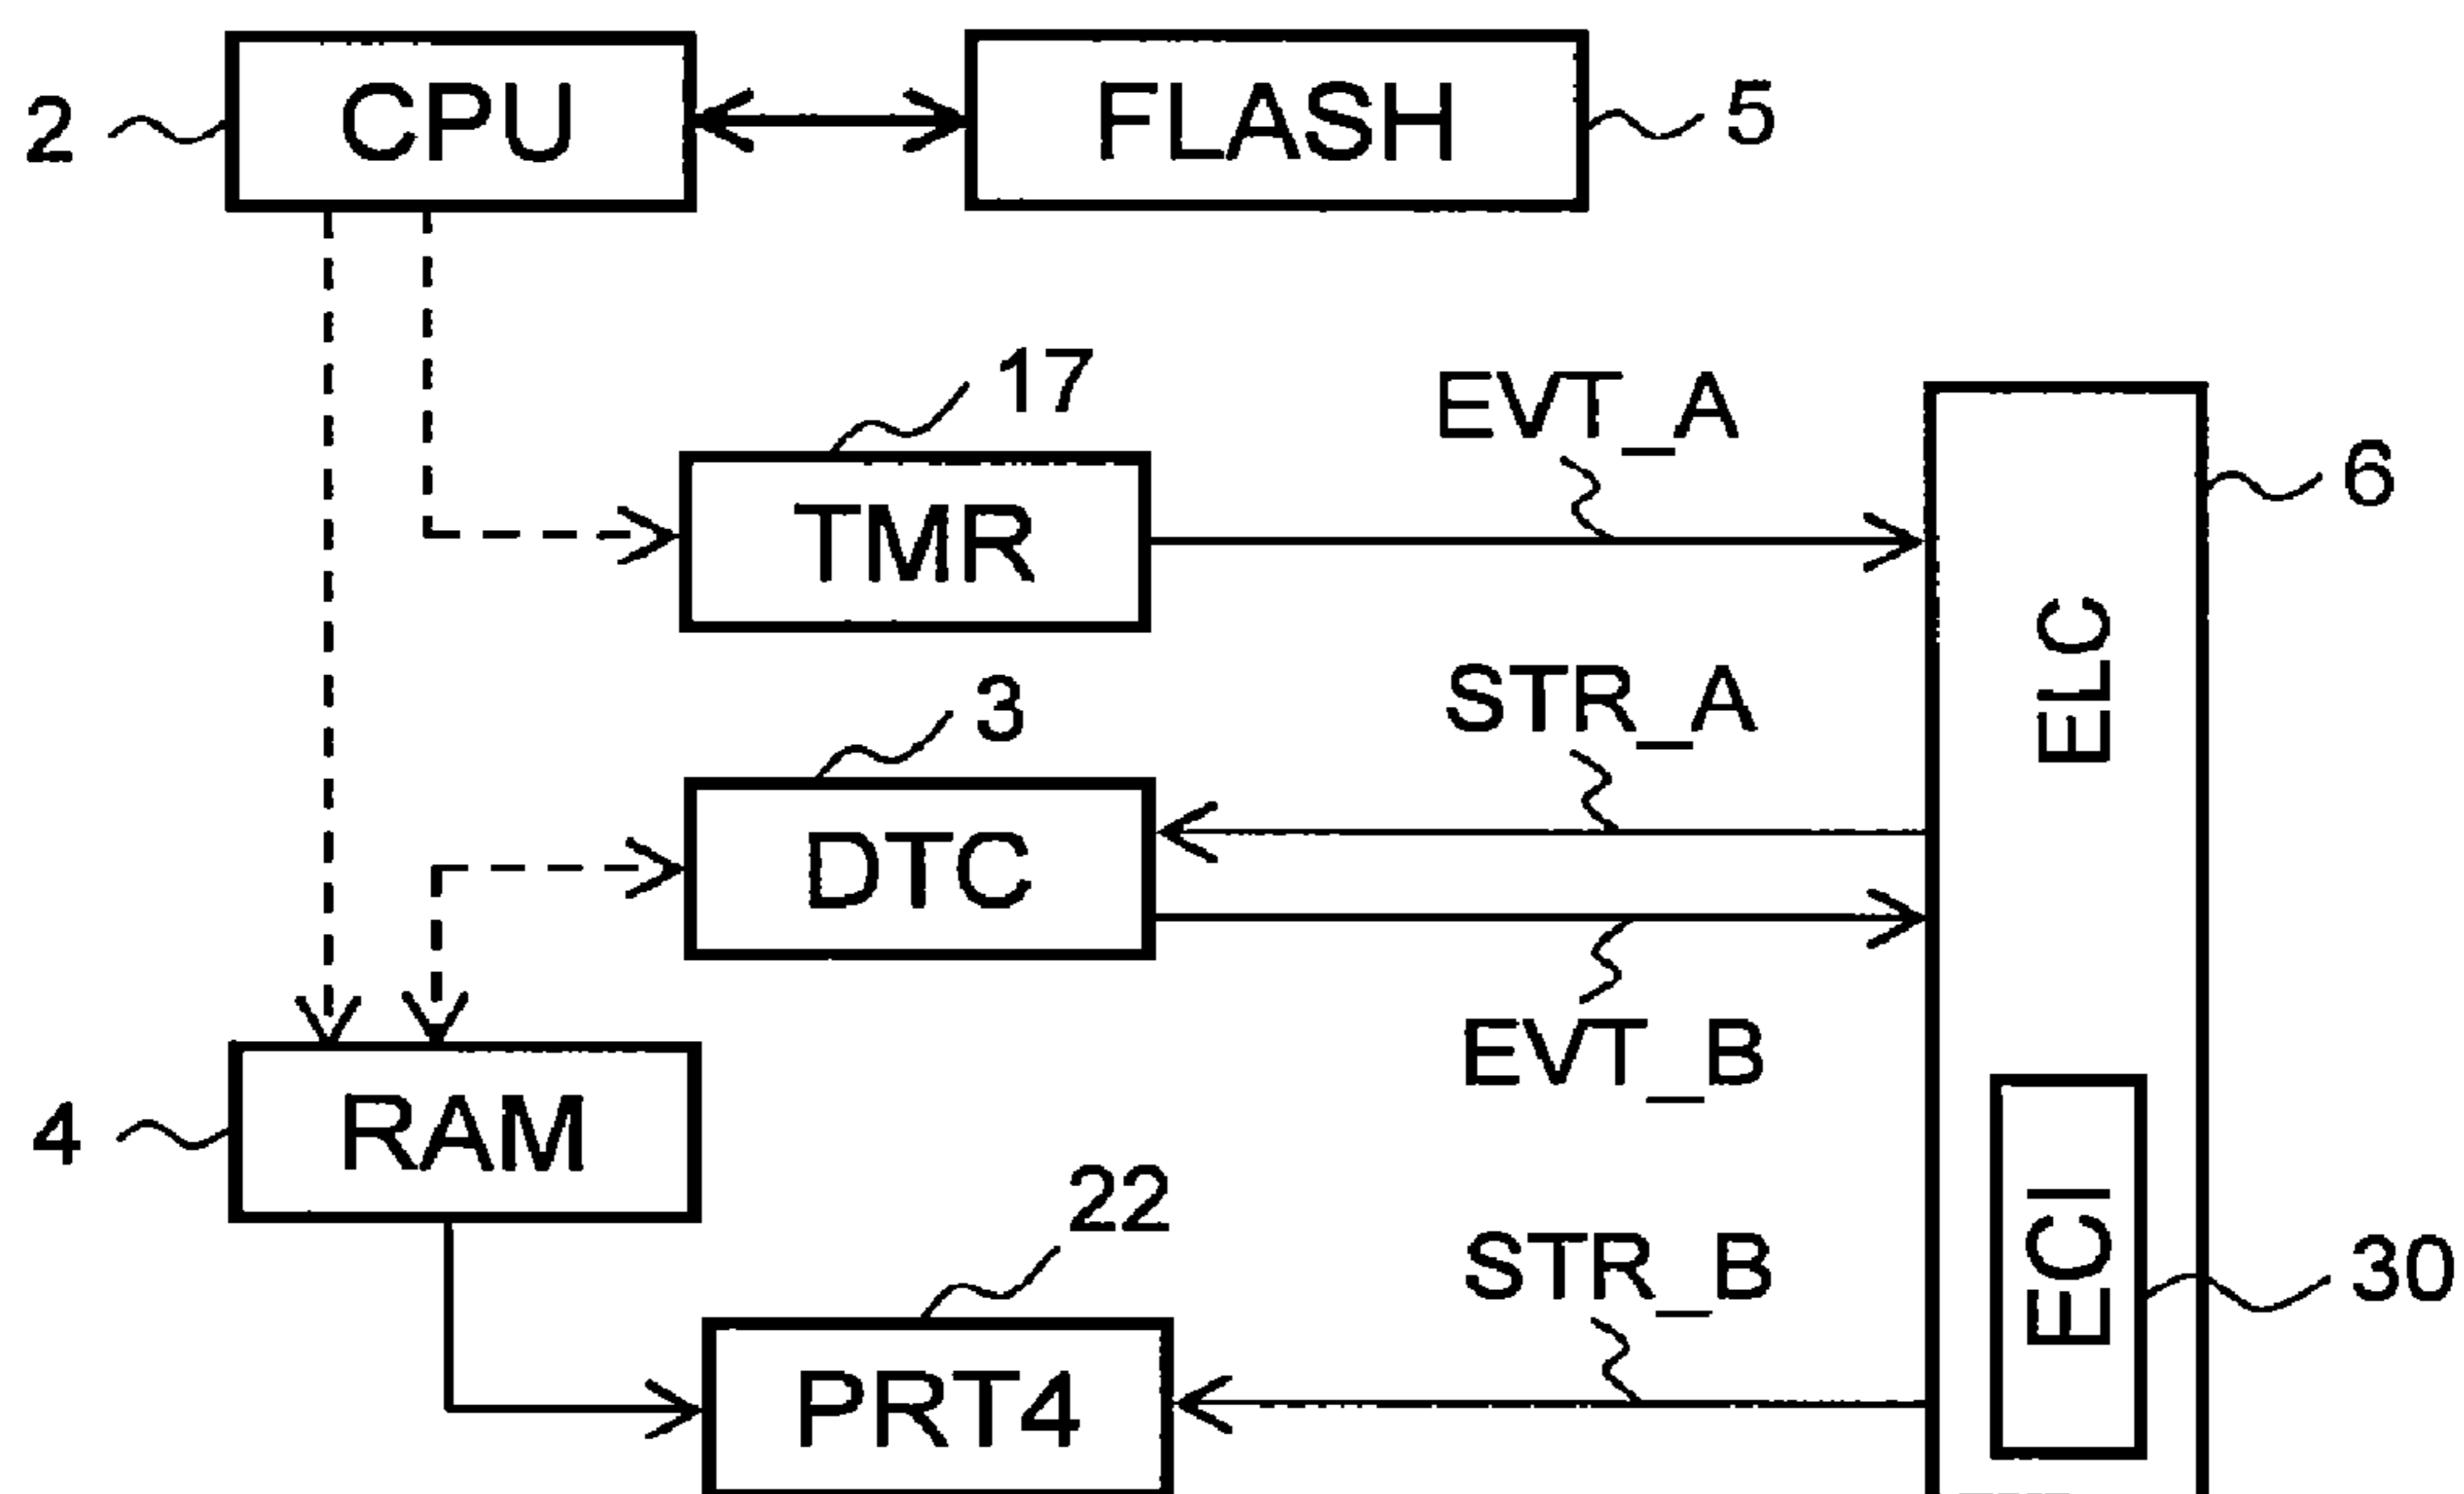 2
CPU
FLASH
5
17
EVT_A
TMR
6
ELC
3
STR_A
DTC
EVT_B
4
RAM
22
STR_B
ECI
30
PRT4